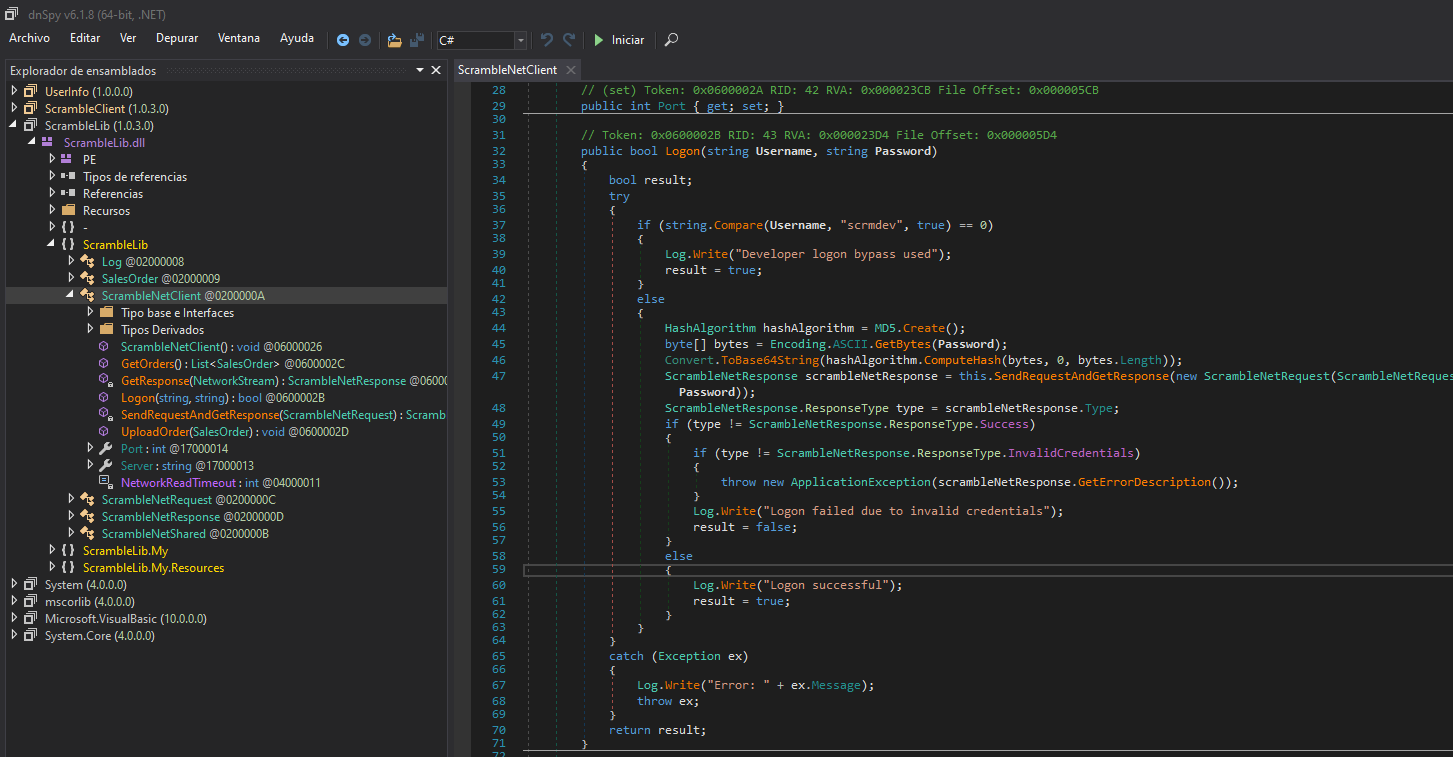 dnSpy v6.1.8 (64-bit, .NET)
Archivo Editar Ver Depurar Ventana Ayuda C# Iniciar
Explorador de ensamblados
UserInfo (1.0.0.0)
ScrambleClient (1.0.3.0)
ScrambleLib (1.0.3.0)
ScrambleLib.dll
PE
Tipos de referencias
Referencias
Recursos
{ } -
{ } ScrambleLib
Log @02000008
SalesOrder @02000009
ScrambleNetClient @0200000A
Tipo base e Interfaces
Tipos Derivados
ScrambleNetClient() : void @06000026
GetOrders() : List<SalesOrder> @0600002C
GetResponse(NetworkStream) : ScrambleNetResponse @0600
Logon(string, string) : bool @0600002B
SendRequestAndGetResponse(ScrambleNetRequest) : Scramb
UploadOrder(SalesOrder) : void @0600002D
Port : int @17000014
Server : string @17000013
NetworkReadTimeout : int @04000011
ScrambleNetRequest @0200000C
ScrambleNetResponse @0200000D
ScrambleNetShared @0200000B
{ } ScrambleLib.My
{ } ScrambleLib.My.Resources
System (4.0.0.0)
mscorlib (4.0.0.0)
Microsoft.VisualBasic (10.0.0.0)
System.Core (4.0.0.0)
ScrambleNetClient
28 // (set) Token: 0x0600002A RID: 42 RVA: 0x000023CB File Offset: 0x000005CB
29 public int Port { get; set; }
30
31 // Token: 0x0600002B RID: 43 RVA: 0x000023D4 File Offset: 0x000005D4
32 public bool Logon(string Username, string Password)
33 {
34 bool result;
35 try
36 {
37 if (string.Compare(Username, "scrmdev", true) == 0)
38 {
39 Log.Write("Developer logon bypass used");
40 result = true;
41 }
42 else
43 {
44 HashAlgorithm hashAlgorithm = MD5.Create();
45 byte[] bytes = Encoding.ASCII.GetBytes(Password);
46 Convert.ToBase64String(hashAlgorithm.ComputeHash(bytes, 0, bytes.Length));
47 ScrambleNetResponse scrambleNetResponse = this.SendRequestAndGetResponse(new ScrambleNetRequest(ScrambleNetReques
Password));
48 ScrambleNetResponse.ResponseType type = scrambleNetResponse.Type;
49 if (type != ScrambleNetResponse.ResponseType.Success)
50 {
51 if (type != ScrambleNetResponse.ResponseType.InvalidCredentials)
52 {
53 throw new ApplicationException(scrambleNetResponse.GetErrorDescription());
54 }
55 Log.Write("Logon failed due to invalid credentials");
56 result = false;
57 }
58 else
59 {
60 Log.Write("Logon successful");
61 result = true;
62 }
63 }
64 }
65 catch (Exception ex)
66 {
67 Log.Write("Error: " + ex.Message);
68 throw ex;
69 }
70 return result;
71 }
72